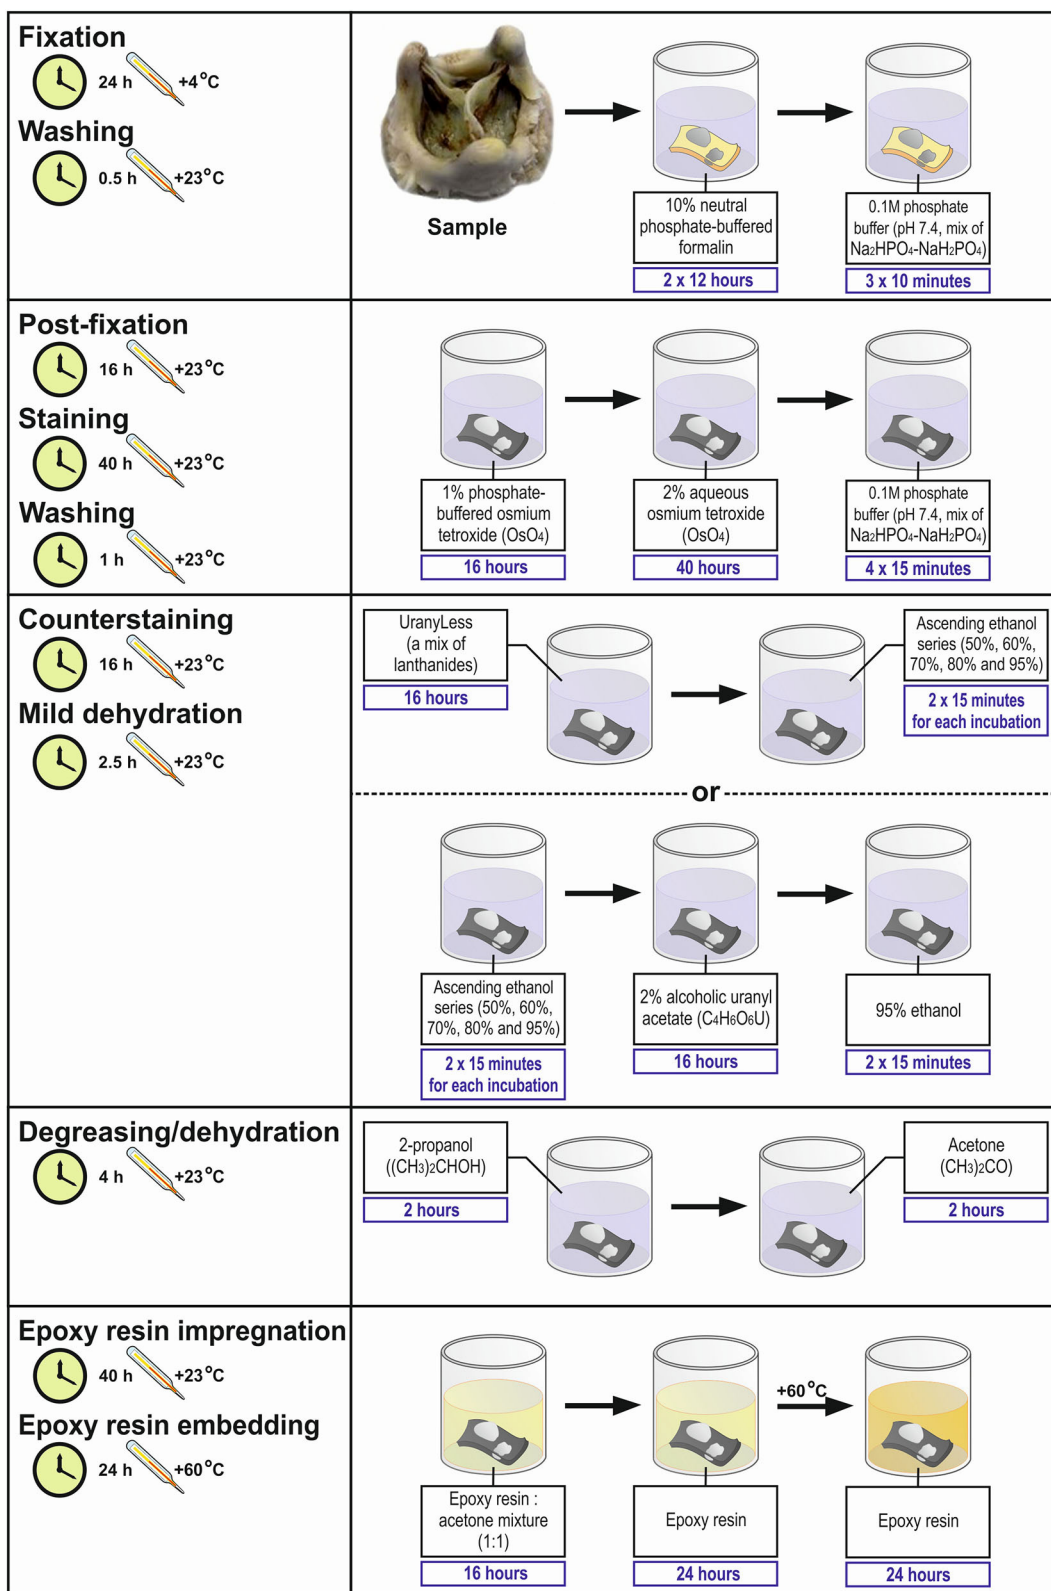 Fixation
24 h +4°C
Washing
0.5 h +23°C
Sample
10% neutral
phosphate-buffered
formalin
2 x 12 hours
0.1M phosphate
buffer (pH 7.4, mix of
Na₂HPO₄-NaH₂PO₄)
3 x 10 minutes
Post-fixation
16 h +23°C
Staining
40 h +23°C
Washing
1 h +23°C
1% phosphate-
buffered osmium
tetroxide (OsO₄)
16 hours
2% aqueous
osmium tetroxide
(OsO₄)
40 hours
0.1M phosphate
buffer (pH 7.4, mix of
Na₂HPO₄-NaH₂PO₄)
4 x 15 minutes
Counterstaining
16 h +23°C
Mild dehydration
2.5 h +23°C
UranyLess
(a mix of
lanthanides)
16 hours
Ascending ethanol
series (50%, 60%,
70%, 80% and 95%)
2 x 15 minutes
for each incubation
or
Ascending ethanol
series (50%, 60%,
70%, 80% and 95%)
2 x 15 minutes
for each incubation
2% alcoholic uranyl
acetate (C₄H₆O₆U)
16 hours
95% ethanol
2 x 15 minutes
Degreasing/dehydration
4 h +23°C
2-propanol
((CH₃)₂CHOH)
2 hours
Acetone
(CH₃)₂CO)
2 hours
Epoxy resin impregnation
40 h +23°C
Epoxy resin embedding
24 h +60°C
Epoxy resin :
acetone mixture
(1:1)
16 hours
Epoxy resin
24 hours
+60°C
Epoxy resin
24 hours